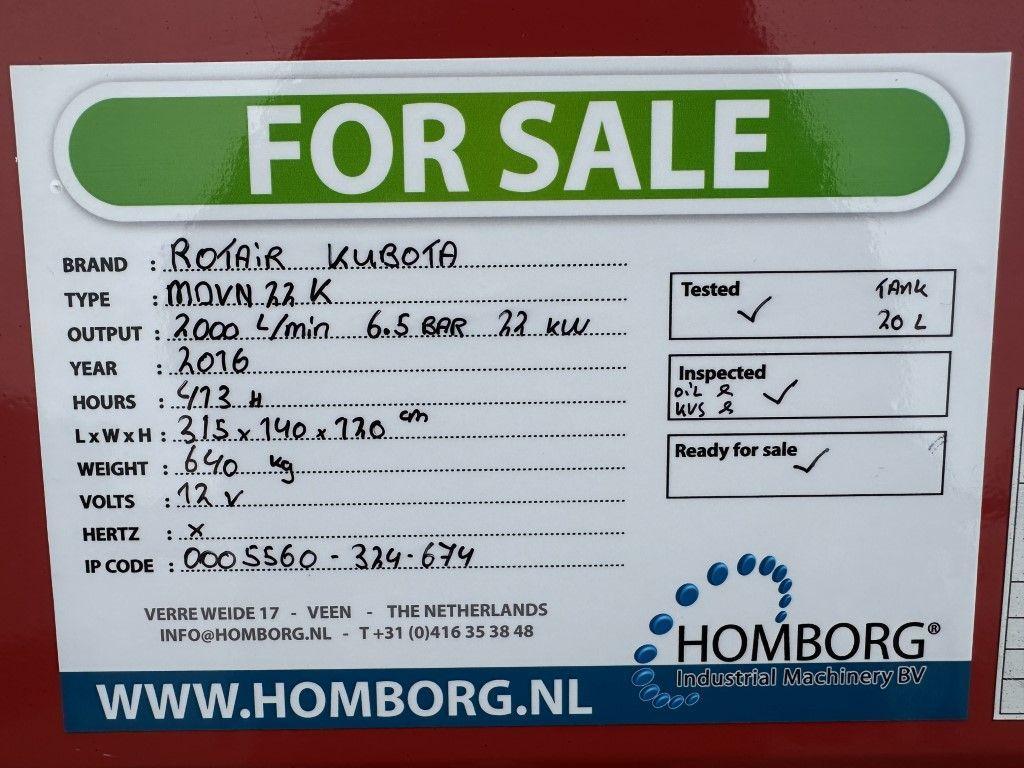 FOR SALE
BRAND : ROTAiR KUBOTA
TYPE : MDVN 22 K
OUTPUT : 2000 L/min 6.5 BAR 22 kW
YEAR : 2016
HOURS : 413 H
L x W x H : 315 x 140 x 120 cm
WEIGHT : 640 kg
VOLTS : 12 V
HERTZ : x
IP CODE : 0005560 - 324-674
Tested ✓ TANK
20 L
Inspected ✓
OiL &
KVS &
Ready for sale ✓
VERRE WEIDE 17 - VEEN - THE NETHERLANDS
INFO@HOMBORG.NL - T +31 (0)416 35 38 48
HOMBORG®
Industrial Machinery BV
WWW.HOMBORG.NL